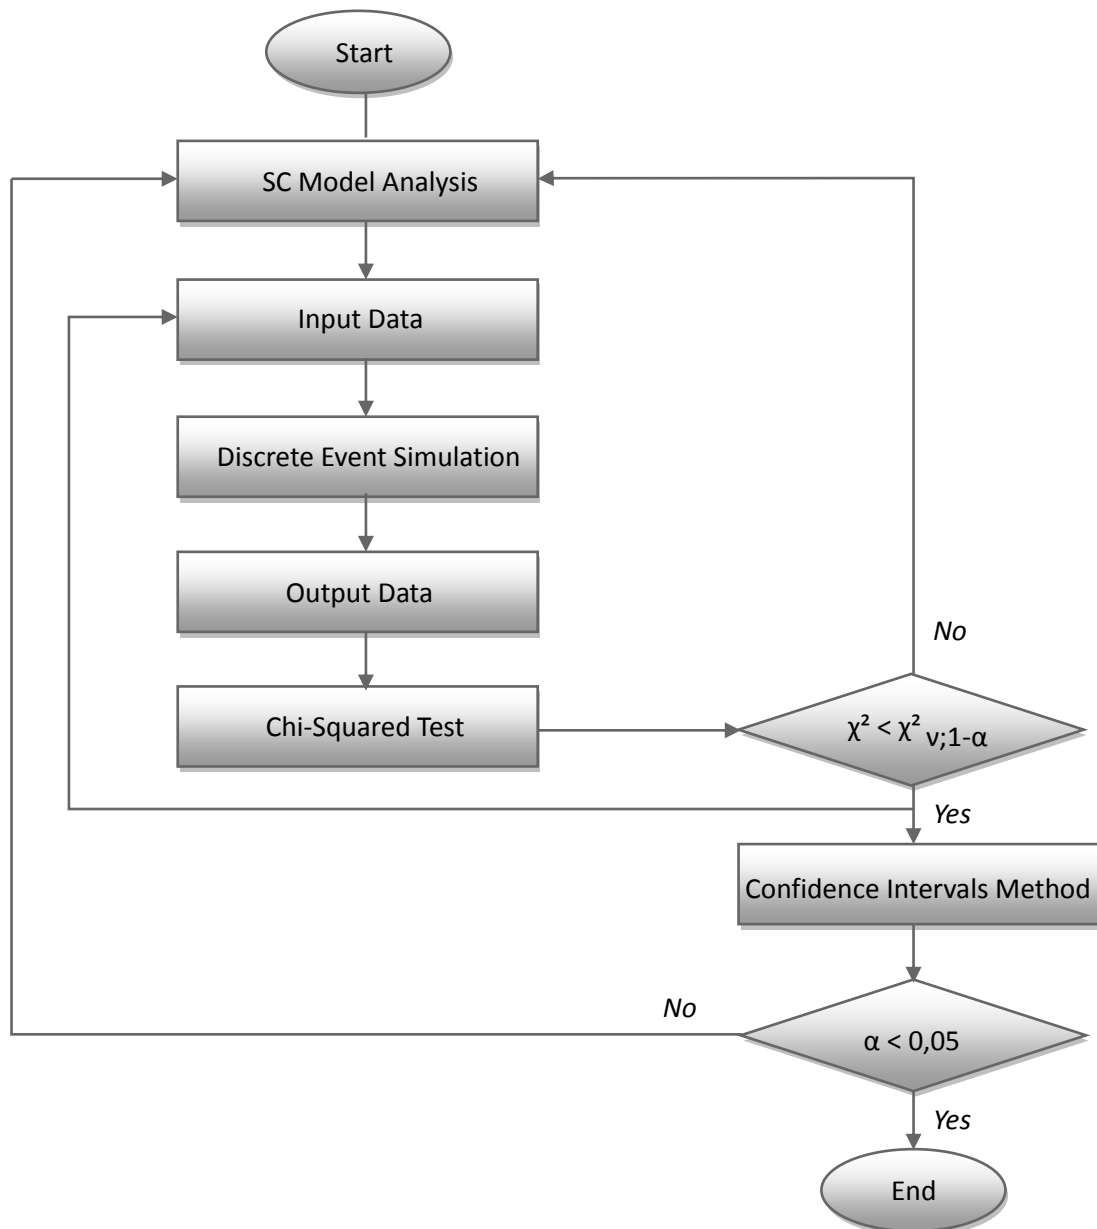 Start
SC Model Analysis
Input Data
Discrete Event Simulation
Output Data
No
Chi-Squared Test
χ² < χ² ν;1-α
Yes
Confidence Intervals Method
No
α < 0,05
Yes
End